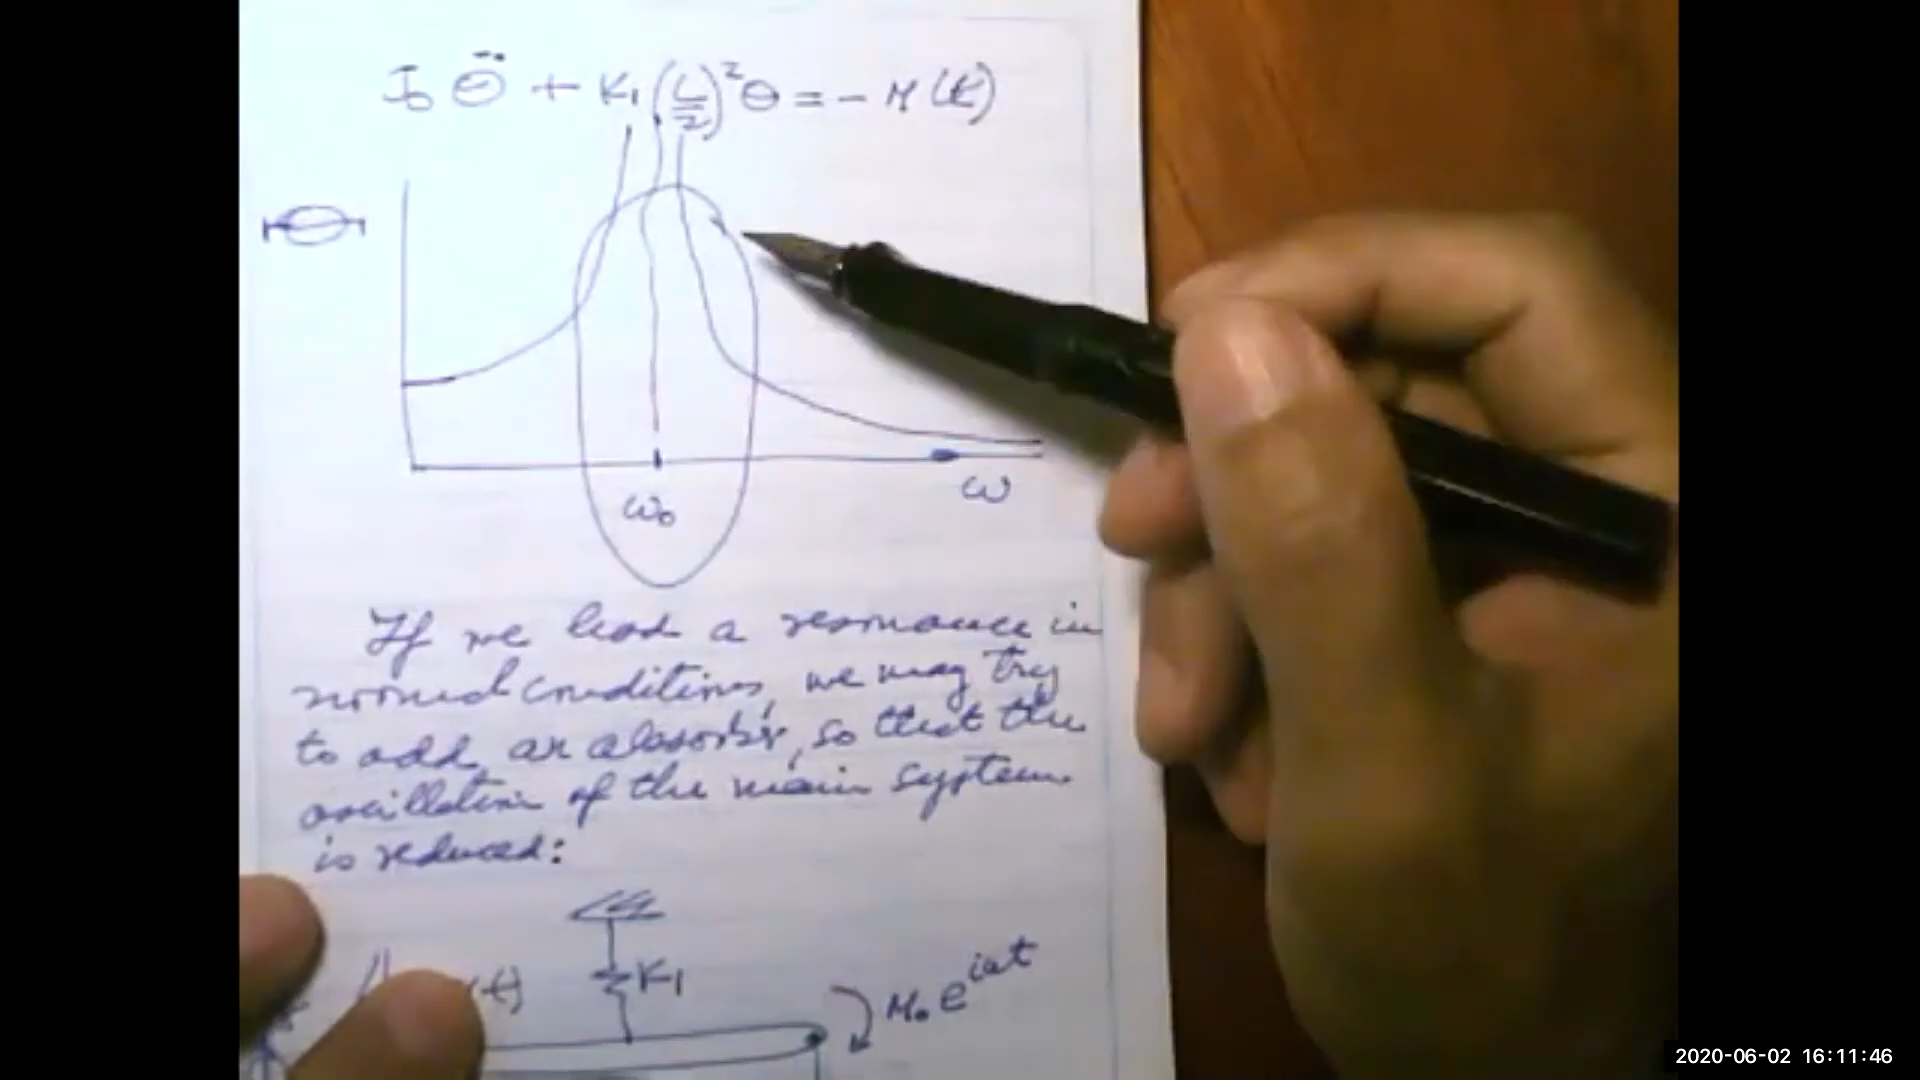 I₀ Θ̈ + K₁ (L/2)² Θ = - M(t)
|Θ|
ω₀
ω
If we had a resonance in
normal conditions, we may try
to add an absorber, so that the
oscillation of the main system
is reduced:
(t)
K₁
M₀ e^{iωt}
2020-06-02 16:11:46